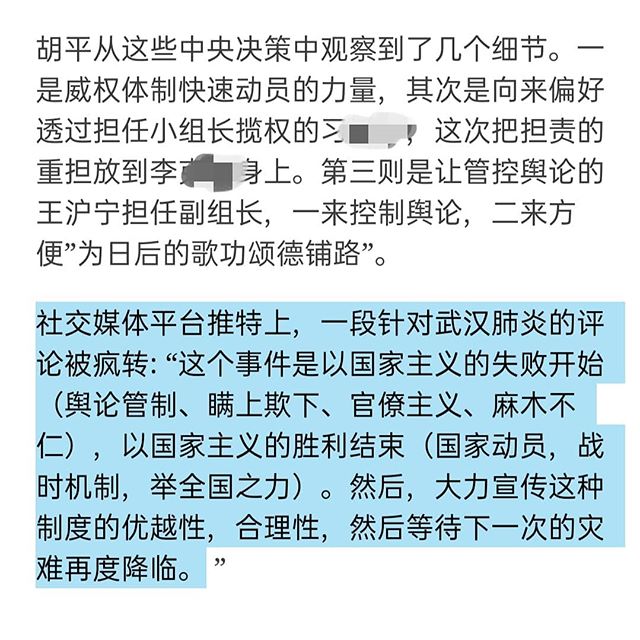 胡平从这些中央决策中观察到了几个细节。一
是威权体制快速动员的力量，其次是向来偏好
透过担任小组长揽权的习，这次把担责的
重担放到李身上。第三则是让管控舆论的
王沪宁担任副组长，一来控制舆论，二来方
便”为日后的歌功颂德铺路”。
社交媒体平台推特上，一段针对武汉肺炎的评
论被疯转: “这个事件是以国家主义的失败开始
（舆论管制、瞒上欺下、官僚主义、麻木不
仁），以国家主义的胜利结束（国家动员，战
时机制，举全国之力）。然后，大力宣传这种
制度的优越性，合理性，然后等待下一次的灾
难再度降临。 ”